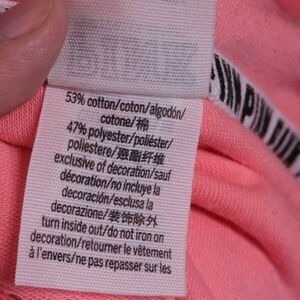 53% cotton/coton/algodón/
cotone/棉
47% polyester/poliéster/
poliestere/聚酯纤维
exclusive of decoration/sauf
décoration/no incluye la
decoración/esclusa la
decorazione/装饰除外
turn inside out/do not iron on
decoration/retourner le vêtement
à l'envers/ne pas repasser sur les
PINK